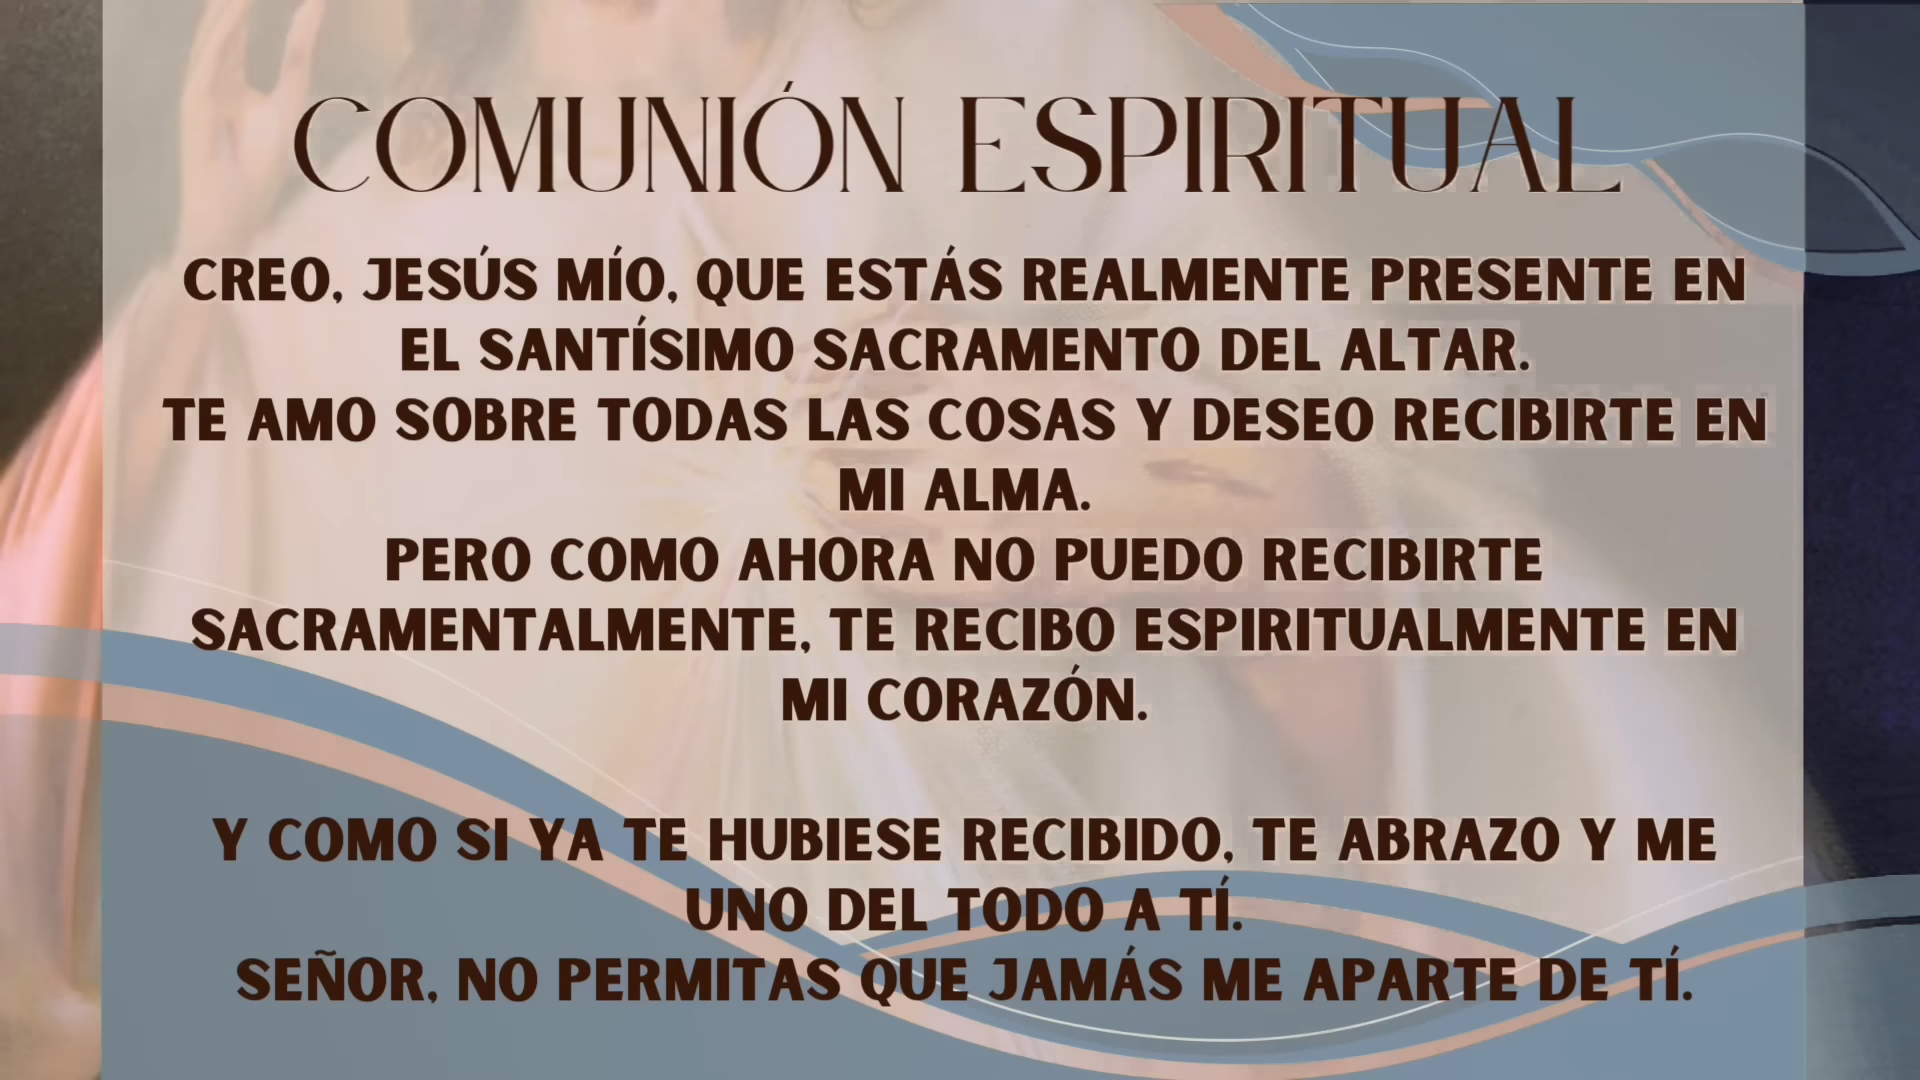 COMUNIÓN ESPIRITUAL
CREO, JESÚS MÍO, QUE ESTÁS REALMENTE PRESENTE EN
EL SANTÍSIMO SACRAMENTO DEL ALTAR.
TE AMO SOBRE TODAS LAS COSAS Y DESEO RECIBIRTE EN
MI ALMA.
PERO COMO AHORA NO PUEDO RECIBIRTE
SACRAMENTALMENTE, TE RECIBO ESPIRITUALMENTE EN
MI CORAZÓN.
Y COMO SI YA TE HUBIESE RECIBIDO, TE ABRAZO Y ME
UNO DEL TODO A TÍ.
SEÑOR, NO PERMITAS QUE JAMÁS ME APARTE DE TÍ.